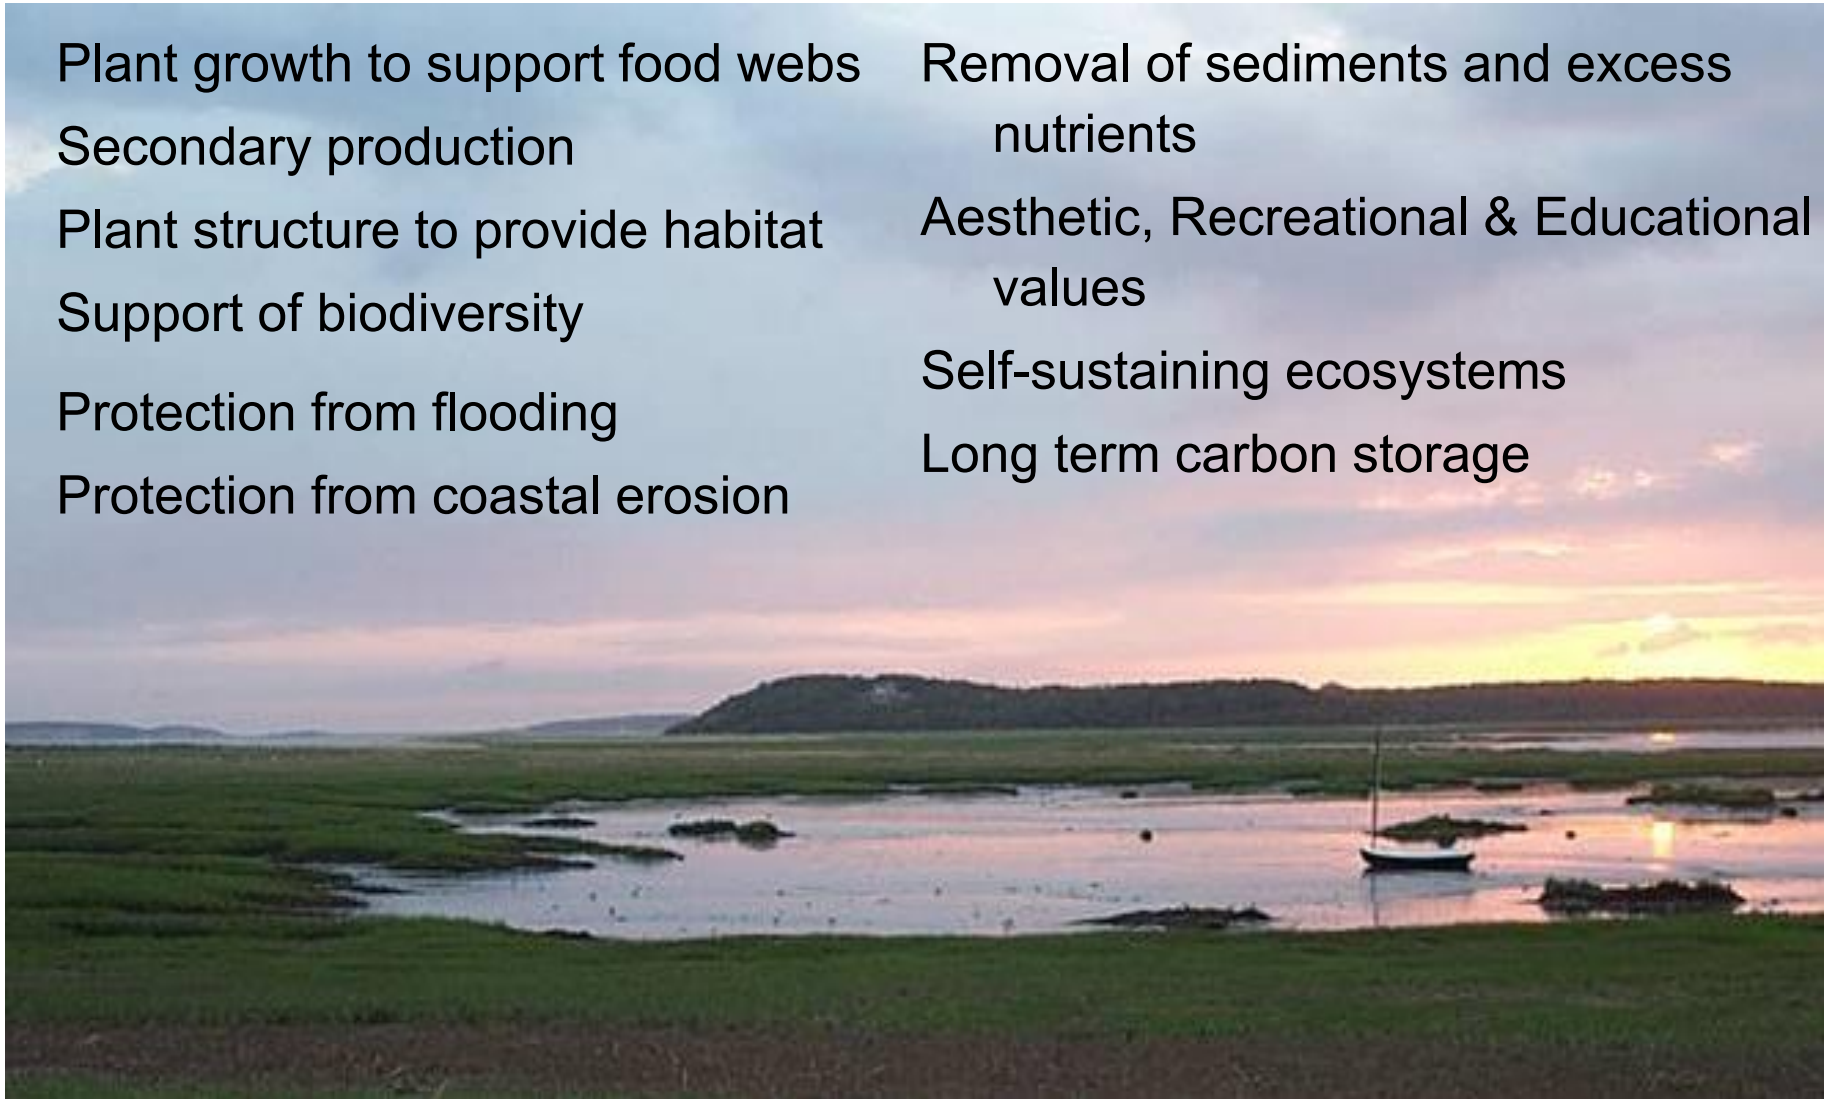 Plant growth to support food webs
Secondary production
Plant structure to provide habitat
Support of biodiversity
Protection from flooding
Protection from coastal erosion
Removal of sediments and excess
nutrients
Aesthetic, Recreational & Educational
values
Self-sustaining ecosystems
Long term carbon storage